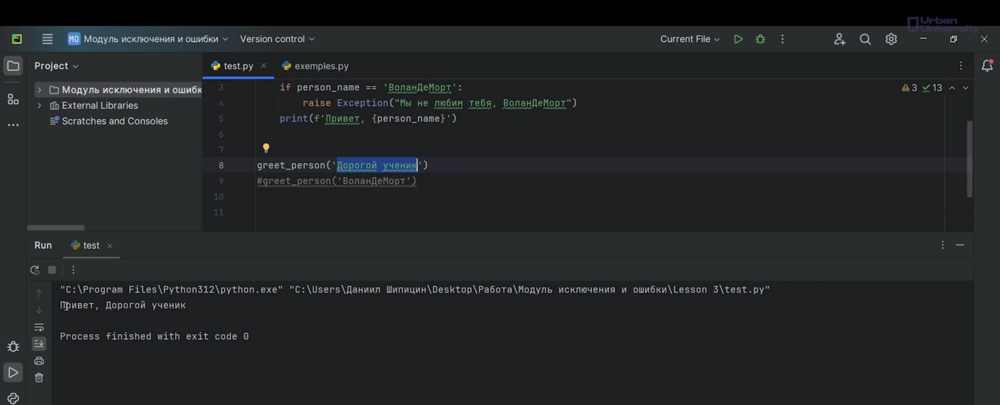 Urban
University
PC
MO Модуль исключения и ошибки Version control Current File
Project
test.py
exemples.py
Модуль исключения и ошибк
External Libraries
Scratches and Consoles
3 if person_name == 'ВоланДеМорт':
3 13
4 raise Exception("Мы не любим тебя, ВоланДеМорт")
5 print(f'Привет, {person_name}')
6
7
8 greet_person('Дорогой ученик')
9 #greet_person('ВоланДеМорт')
10
11
Run test
"C:\Program Files\Python312\python.exe" "C:\Users\Даниил Шипицин\Desktop\Работа\Модуль исключения и ошибки\Lesson 3\test.py"
Привет, Дорогой ученик
Process finished with exit code 0